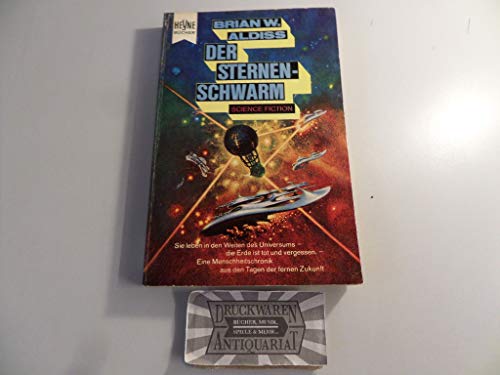 HEYNE
BÜCHER
BRIAN W.
ALDISS
DER
STERNEN-
SCHWARM
SCIENCE FICTION
Sie leben in den Weiten des Universums –
die Erde ist tot und vergessen. –
Eine Menschheitschronik
aus den Tagen der fernen Zukunft
DRUCKWAREN
BÜCHER, MUSIK,
SPIELE & MEHR...
ANTIQUARIAT